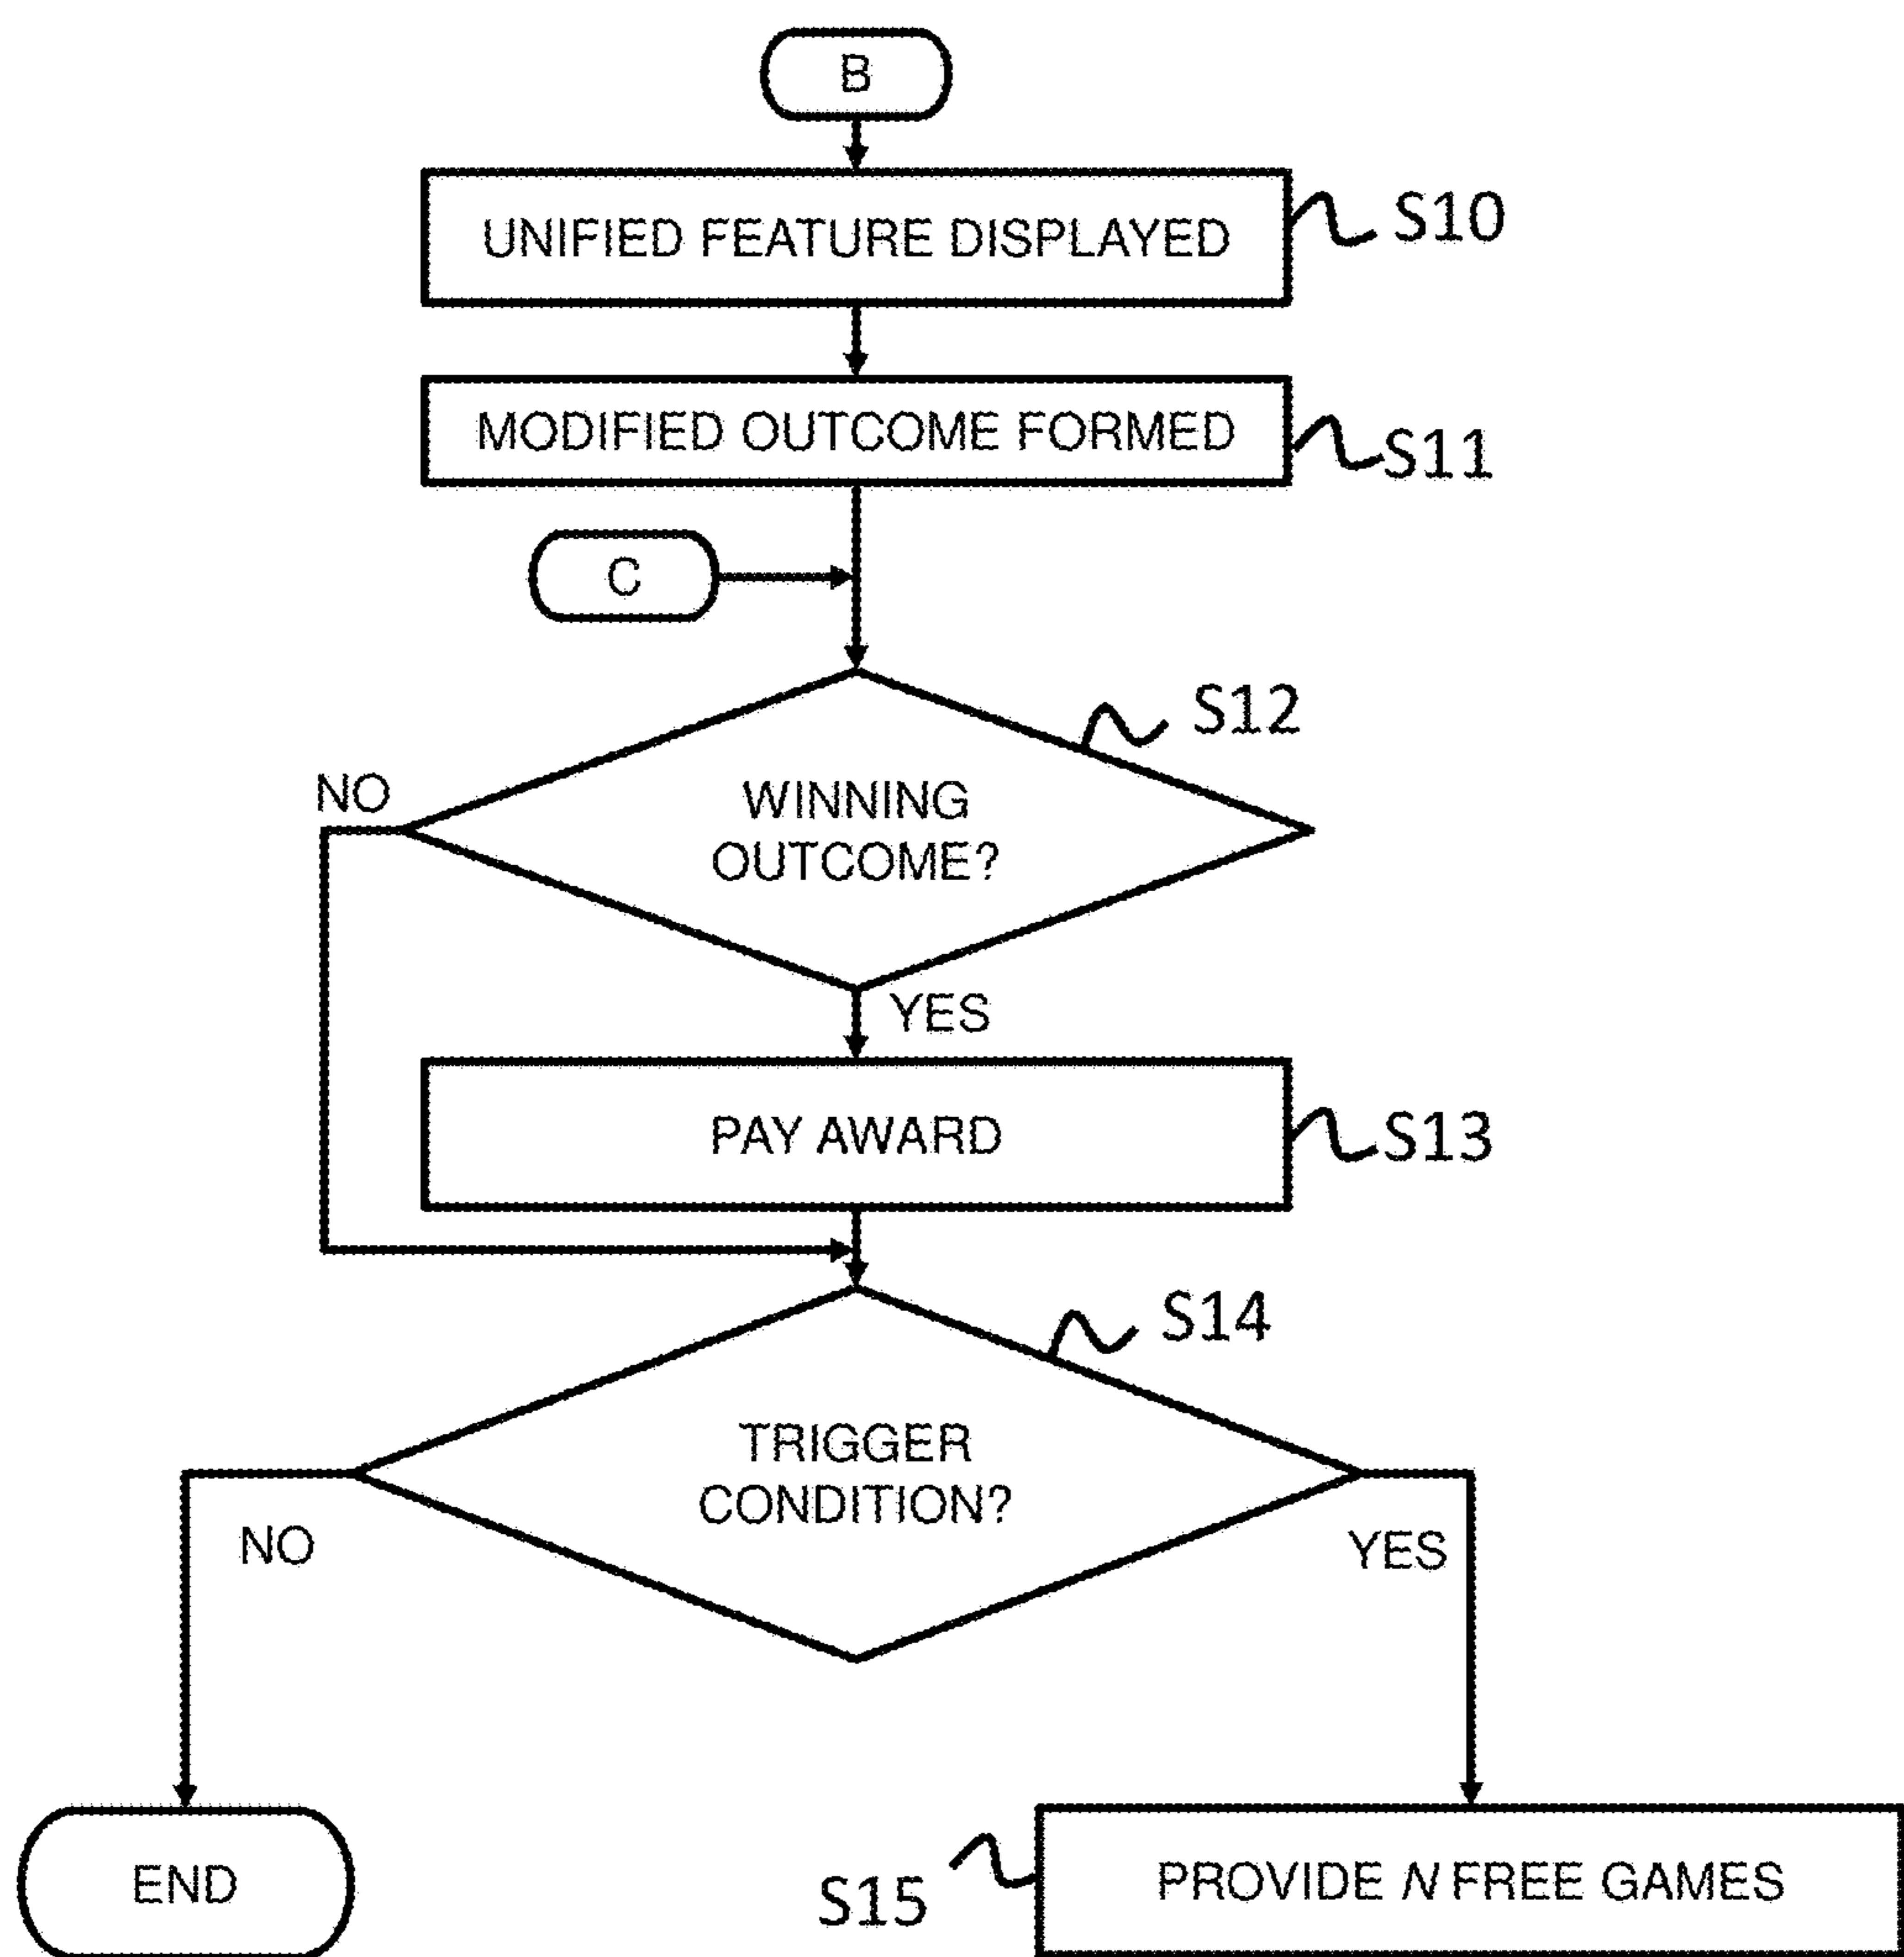 B
UNIFIED FEATURE DISPLAYED
S10
MODIFIED OUTCOME FORMED
S11
C
S12
NO
WINNING
OUTCOME?
YES
PAY AWARD
S13
S14
TRIGGER
CONDITION?
NO
YES
END
S15
PROVIDE N FREE GAMES